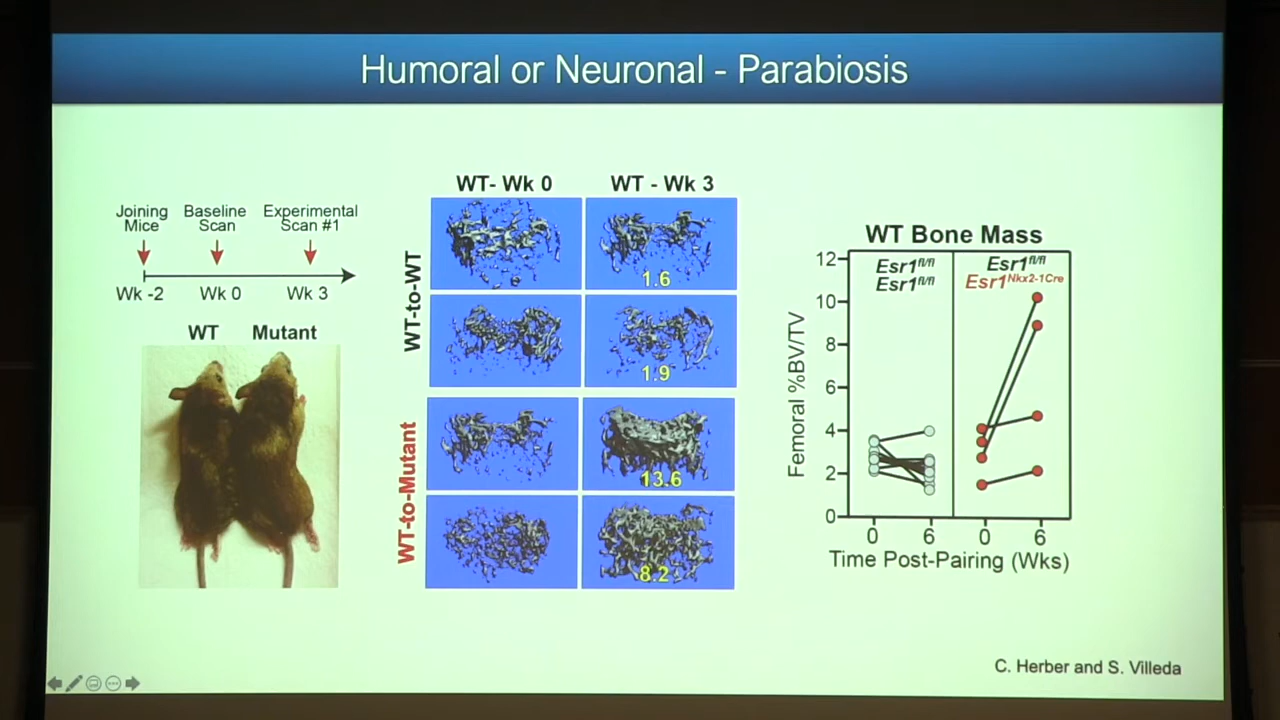 Humoral or Neuronal - Parabiosis
Joining
Mice
Baseline
Scan
Experimental
Scan #1
Wk -2
Wk 0
Wk 3
WT
Mutant
WT- Wk 0
WT - Wk 3
WT-to-WT
1.6
1.9
WT-to-Mutant
13.6
8.2
WT Bone Mass
Esr1fl/fl
Esr1fl/fl
Esr1fl/fl
Esr1Nkx2-1Cre
Femoral %BV/TV
12
10
8
6
4
2
0
0
6
0
6
Time Post-Pairing (Wks)
C. Herber and S. Villeda